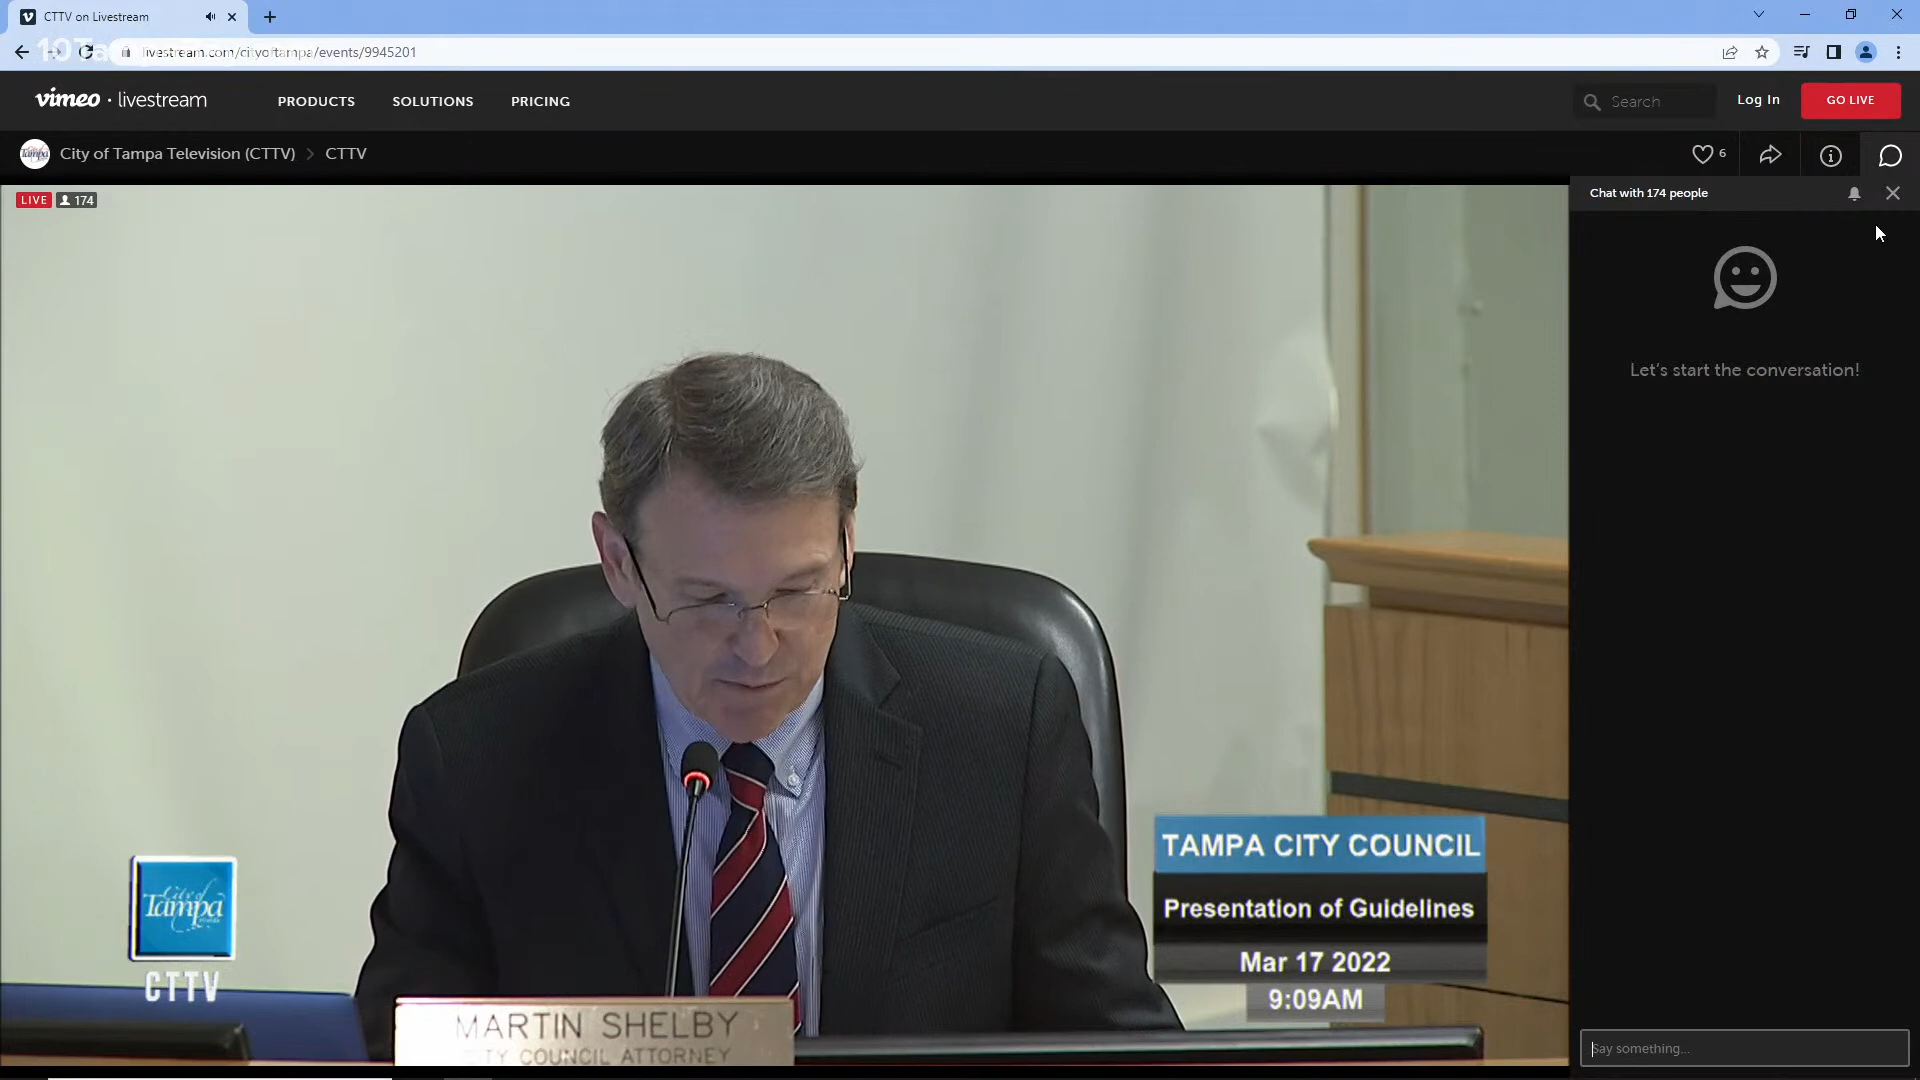 CTTV on Livestream
livestream.com/cityoftampa/events/9945201
vimeo · livestream
PRODUCTS
SOLUTIONS
PRICING
Search
Log In
GO LIVE
Tampa
City of Tampa Television (CTTV) > CTTV
6
LIVE
174
Chat with 174 people
Let's start the conversation!
TAMPA CITY COUNCIL
Presentation of Guidelines
Mar 17 2022
9:09AM
City of
Tampa
CTTV
MARTIN SHELBY
CITY COUNCIL ATTORNEY
Say something...